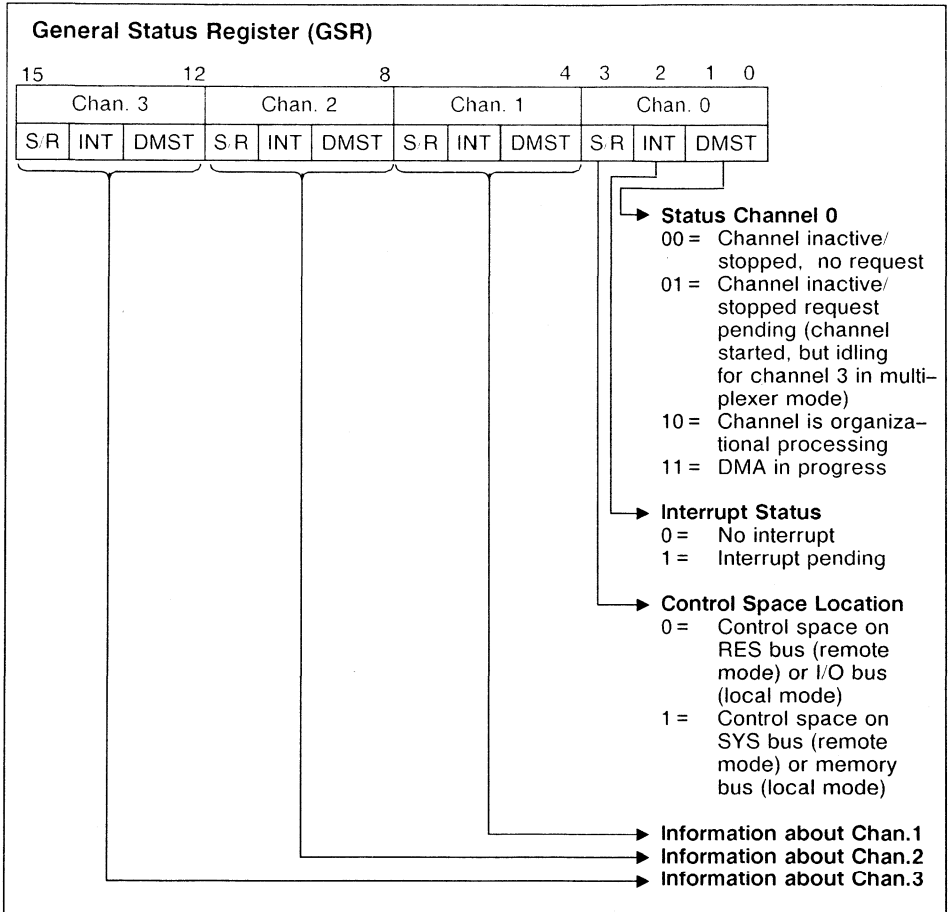 General Status Register (GSR)
15 12 8 4 3 2 1 0
Chan. 3 Chan. 2 Chan. 1 Chan. 0
S/R INT DMST S/R INT DMST S/R INT DMST S/R INT DMST
Status Channel 0
00 = Channel inactive/
stopped, no request
01 = Channel inactive/
stopped request
pending (channel
started, but idling
for channel 3 in multi-
plexer mode)
10 = Channel is organiza-
tional processing
11 = DMA in progress
Interrupt Status
0 = No interrupt
1 = Interrupt pending
Control Space Location
0 = Control space on
RES bus (remote
mode) or I/O bus
(local mode)
1 = Control space on
SYS bus (remote
mode) or memory
bus (local mode)
Information about Chan.1
Information about Chan.2
Information about Chan.3